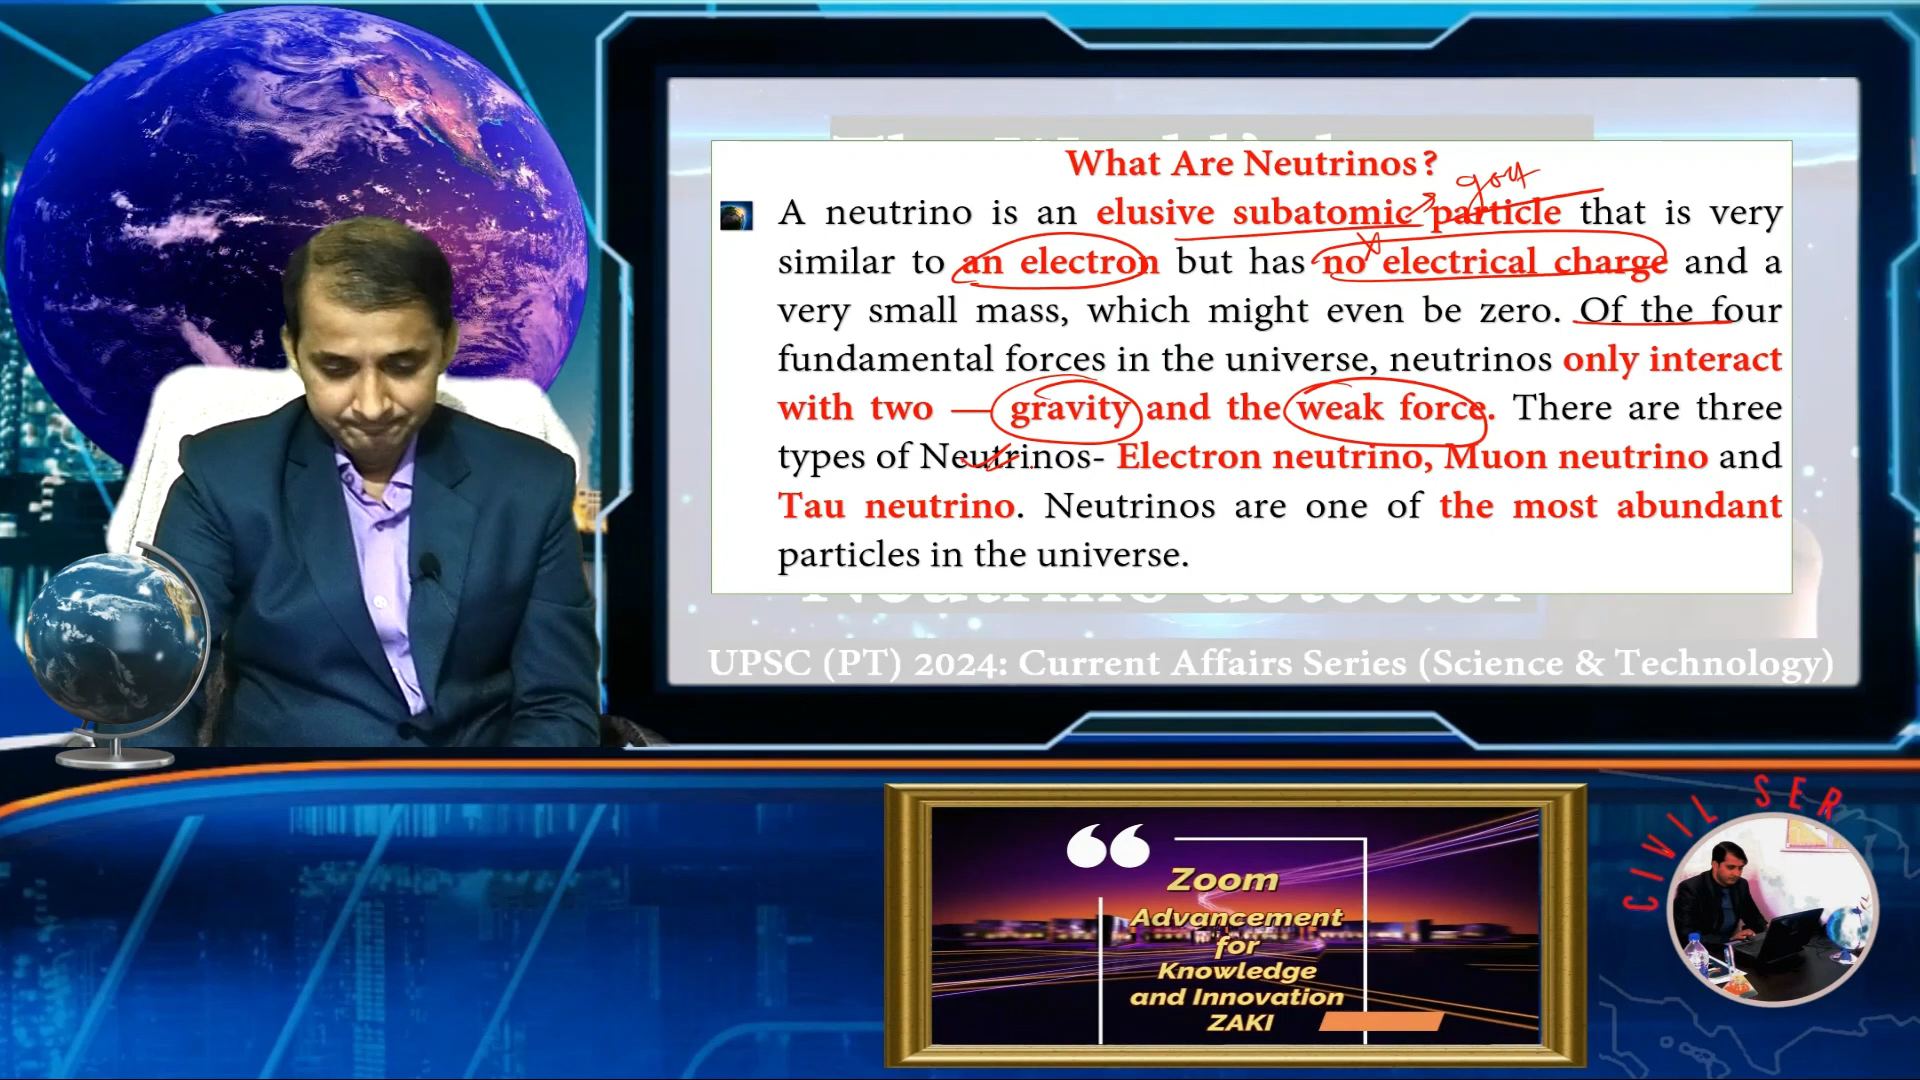 What Are Neutrinos?
A neutrino is an elusive subatomic particle that is very
similar to an electron but has no electrical charge and a
very small mass, which might even be zero. Of the four
fundamental forces in the universe, neutrinos only interact
with two — gravity and the weak force. There are three
types of Neutrinos- Electron neutrino, Muon neutrino and
Tau neutrino. Neutrinos are one of the most abundant
particles in the universe.
Neutrino detector
UPSC (PT) 2024: Current Affairs Series (Science & Technology)
Zoom
Advancement
for
Knowledge
and Innovation
ZAKI
CIVIL SER